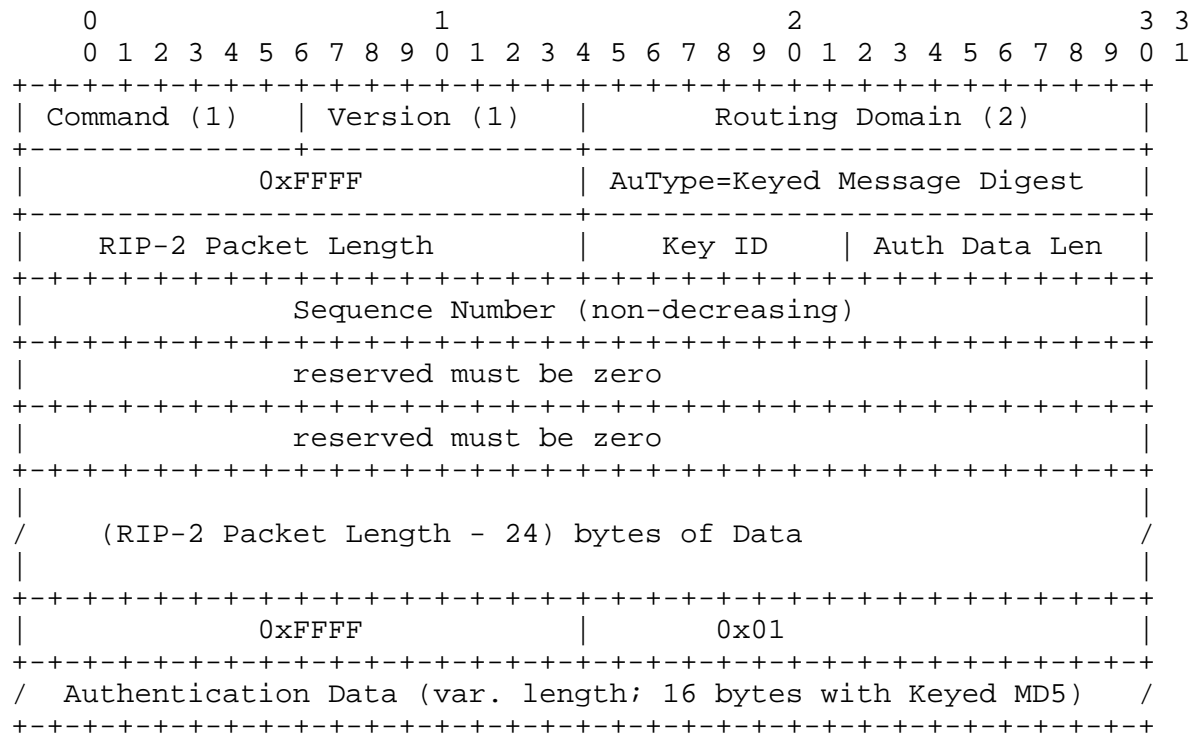 0                   1                   2                   3 3
0 1 2 3 4 5 6 7 8 9 0 1 2 3 4 5 6 7 8 9 0 1 2 3 4 5 6 7 8 9 0 1
+-+-+-+-+-+-+-+-+-+-+-+-+-+-+-+-+-+-+-+-+-+-+-+-+-+-+-+-+-+-+-+-+
| Command (1)   | Version (1)   |       Routing Domain (2)      |
+---------------+---------------+-------------------------------+
|             0xFFFF            | AuType=Keyed Message Digest   |
+-------------------------------+-------------------------------+
|    RIP-2 Packet Length        |    Key ID    | Auth Data Len  |
+-+-+-+-+-+-+-+-+-+-+-+-+-+-+-+-+-+-+-+-+-+-+-+-+-+-+-+-+-+-+-+-+
|               Sequence Number (non-decreasing)                |
+-+-+-+-+-+-+-+-+-+-+-+-+-+-+-+-+-+-+-+-+-+-+-+-+-+-+-+-+-+-+-+-+
|               reserved must be zero                           |
+-+-+-+-+-+-+-+-+-+-+-+-+-+-+-+-+-+-+-+-+-+-+-+-+-+-+-+-+-+-+-+-+
|               reserved must be zero                           |
+-+-+-+-+-+-+-+-+-+-+-+-+-+-+-+-+-+-+-+-+-+-+-+-+-+-+-+-+-+-+-+-+
|                                                               |
/    (RIP-2 Packet Length - 24) bytes of Data                   /
|                                                               |
+-+-+-+-+-+-+-+-+-+-+-+-+-+-+-+-+-+-+-+-+-+-+-+-+-+-+-+-+-+-+-+-+
|             0xFFFF            |       0x01                    |
+-+-+-+-+-+-+-+-+-+-+-+-+-+-+-+-+-+-+-+-+-+-+-+-+-+-+-+-+-+-+-+-+
/  Authentication Data (var. length; 16 bytes with Keyed MD5)   /
+-+-+-+-+-+-+-+-+-+-+-+-+-+-+-+-+-+-+-+-+-+-+-+-+-+-+-+-+-+-+-+-+